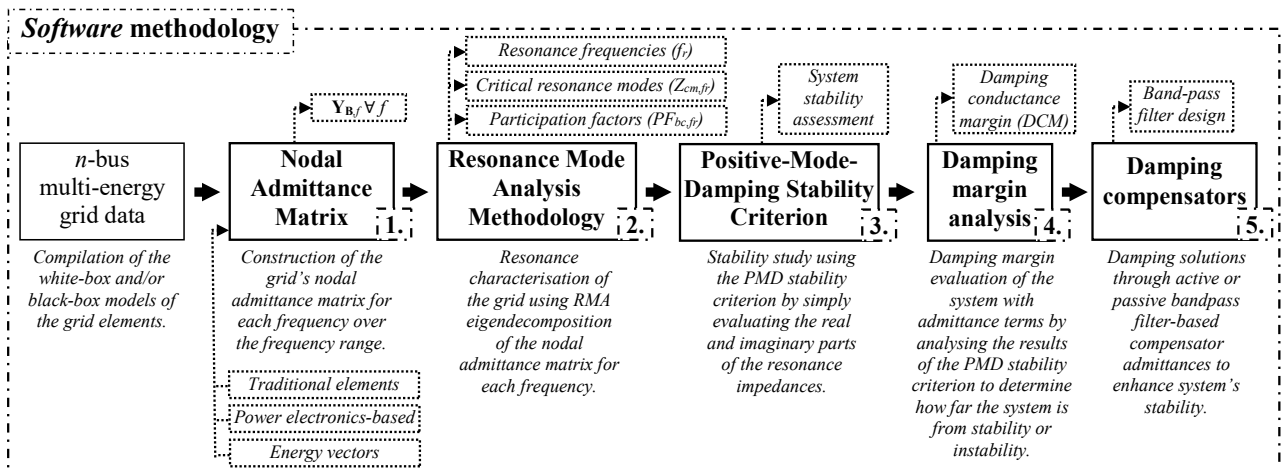 Software methodology
n-bus
multi-energy
grid data
Compilation of the
white-box and/or
black-box models of
the grid elements.
Y_B,f ∀ f
Nodal
Admittance
Matrix
1.
Construction of the
grid's nodal
admittance matrix for
each frequency over
the frequency range.
Traditional elements
Power electronics-based
Energy vectors
Resonance frequencies (fr)
Critical resonance modes (Zcm,fr)
Participation factors (PFbc,fr)
Resonance Mode
Analysis
Methodology
2.
Resonance
characterisation
of the grid using RMA
eigendecomposition
of the nodal
admittance matrix for
each frequency.
System
stability
assessment
Positive-Mode-
Damping Stability
Criterion
3.
Stability study using
the PMD stability
criterion by simply
evaluating the real
and imaginary parts
of the resonance
impedances.
Damping
conductance
margin (DCM)
Damping
margin
analysis
4.
Damping margin
evaluation of the
system with
admittance terms by
analysing the results
of the PMD stability
criterion to determine
how far the system is
from stability or
instability.
Band-pass
filter design
Damping
compensators
5.
Damping solutions
through active or
passive bandpass
filter-based
compensator
admittances to
enhance system's
stability.